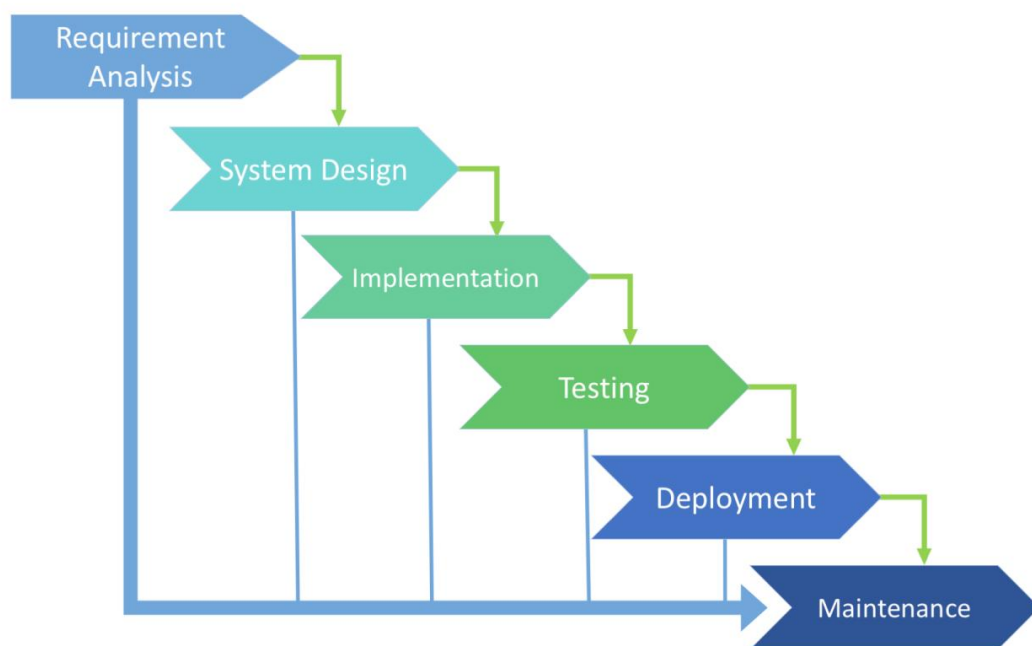 Requirement
Analysis
System Design
Implementation
Testing
Deployment
Maintenance